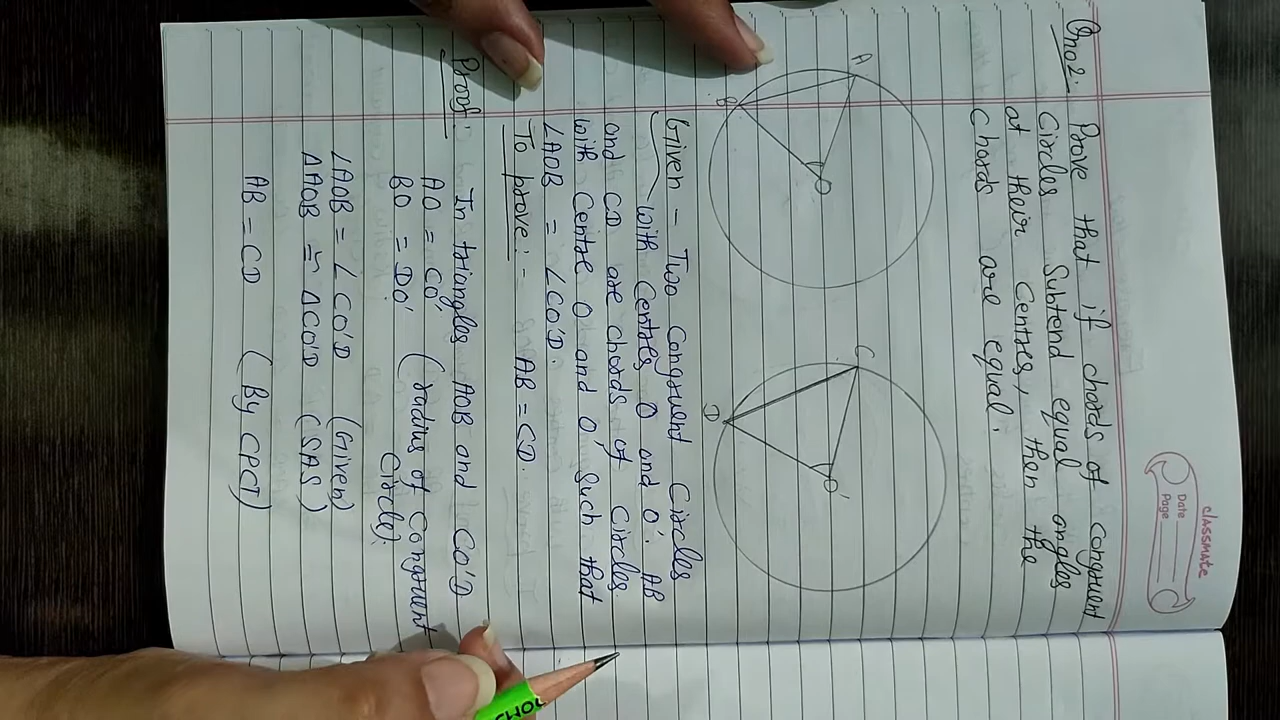 classmate
Date
Page
Qno2. Prove that if chords of congruent
Circles Subtend equal angles
at their Centres, then the
chords are equal.
A
B
O
C
D
O'
Given - Two Congruent Circles
with Centres O and O'. AB
and CD are chords of Circles
with Centre O and O' such that
∠AOB = ∠CO'D.
To prove:- AB = CD.
Proof: In triangles AOB and CO'D
AO = CO'
BO = DO' (radius of Congruent
Circle).
∠AOB = ∠CO'D (Given)
ΔAOB ≅ ΔCO'D (SAS)
AB = CD (By CPCT)